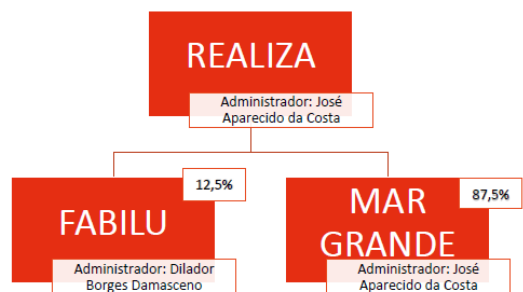 REALIZA
Administrador: José
Aparecido da Costa
12,5%
FABILU
Administrador: Dilador
Borges Damasceno
87,5%
MAR
GRANDE
Administrador: José
Aparecido da Costa